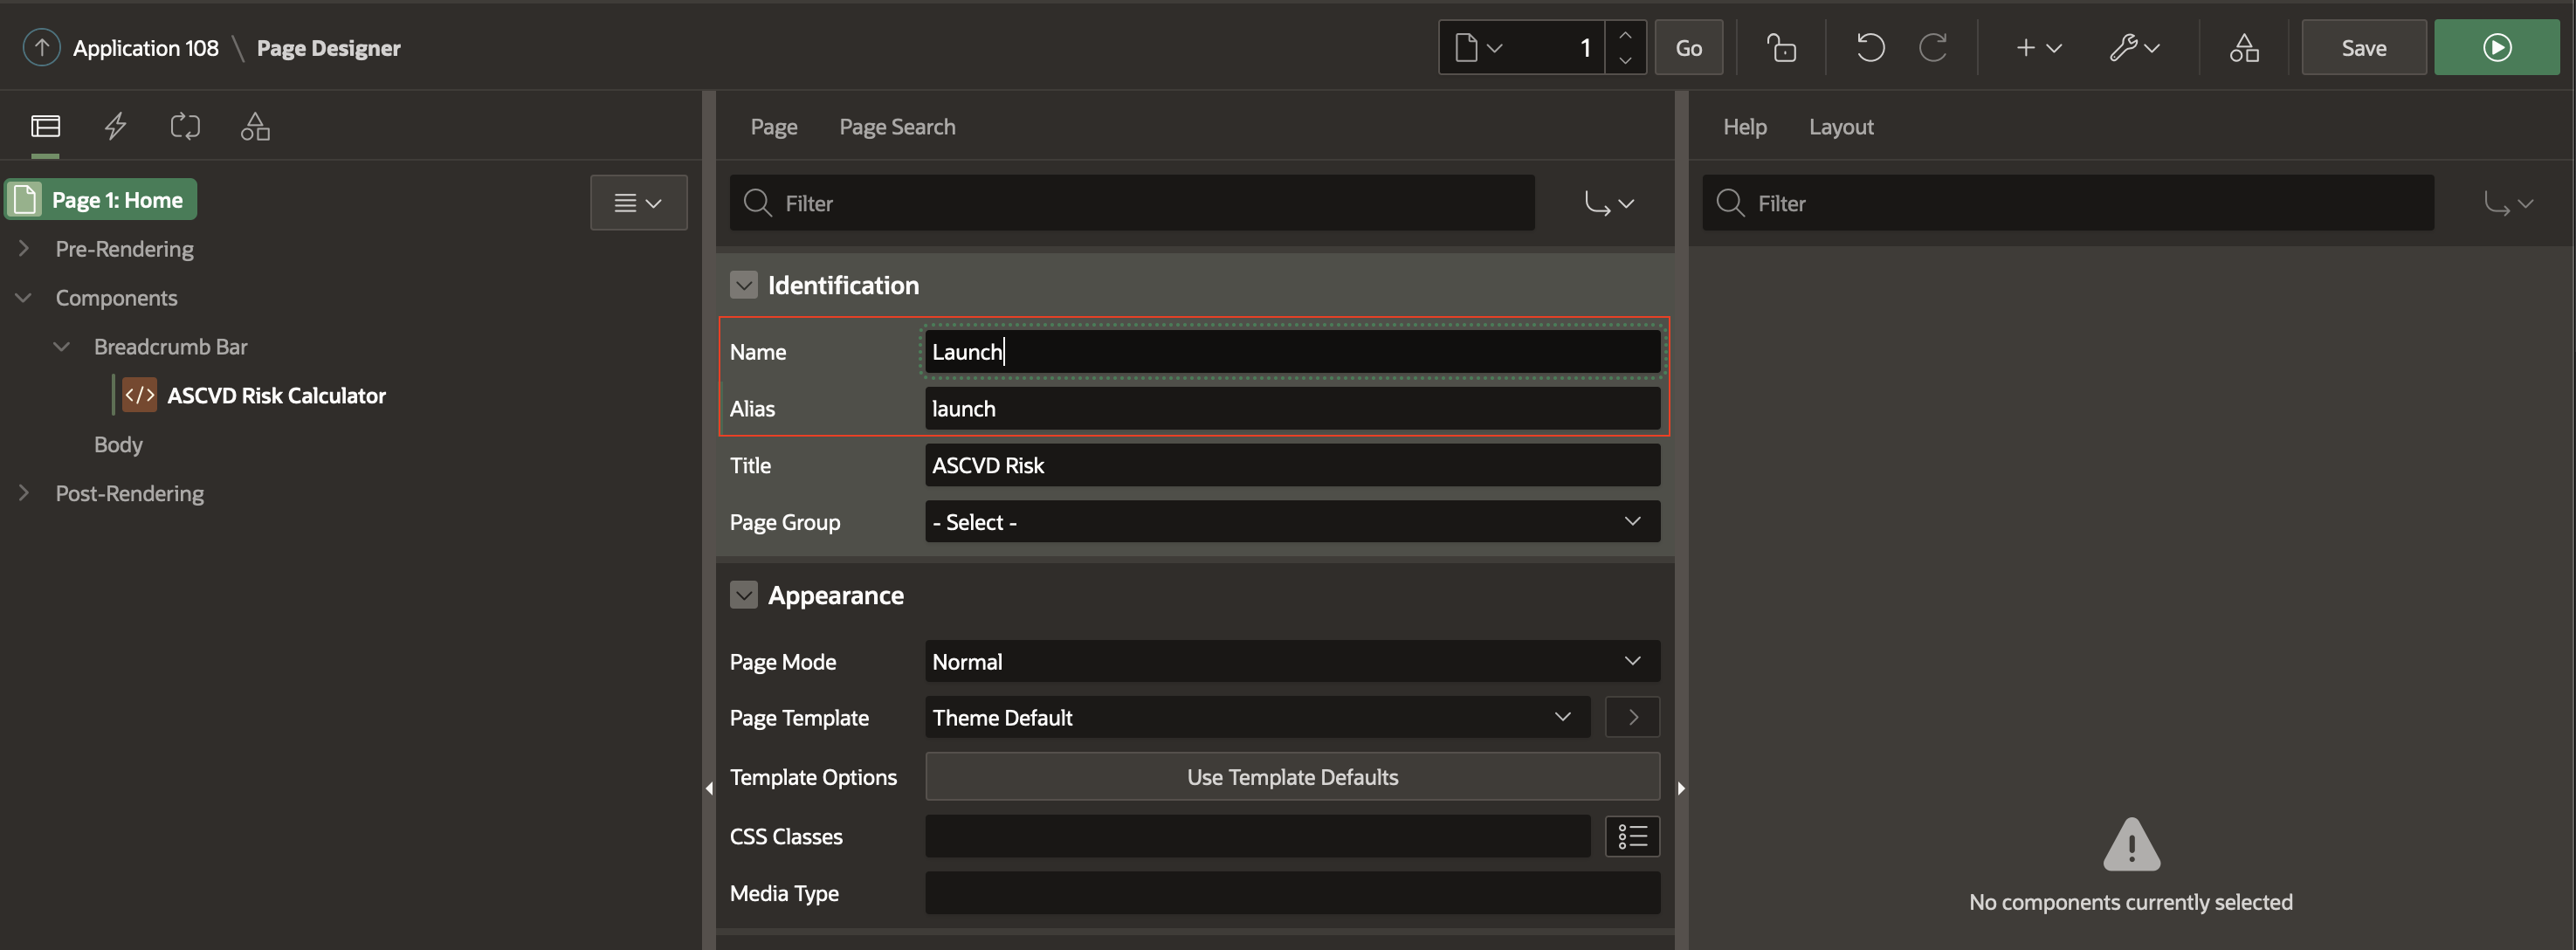 Application 108 \ Page Designer
1
Go
Save
Page 1: Home
Pre-Rendering
Components
Breadcrumb Bar
</> ASCVD Risk Calculator
Body
Post-Rendering
Page Page Search
Filter
Identification
Name Launch
Alias launch
Title ASCVD Risk
Page Group - Select -
Appearance
Page Mode Normal
Page Template Theme Default
Template Options Use Template Defaults
CSS Classes
Media Type
Help Layout
Filter
No components currently selected